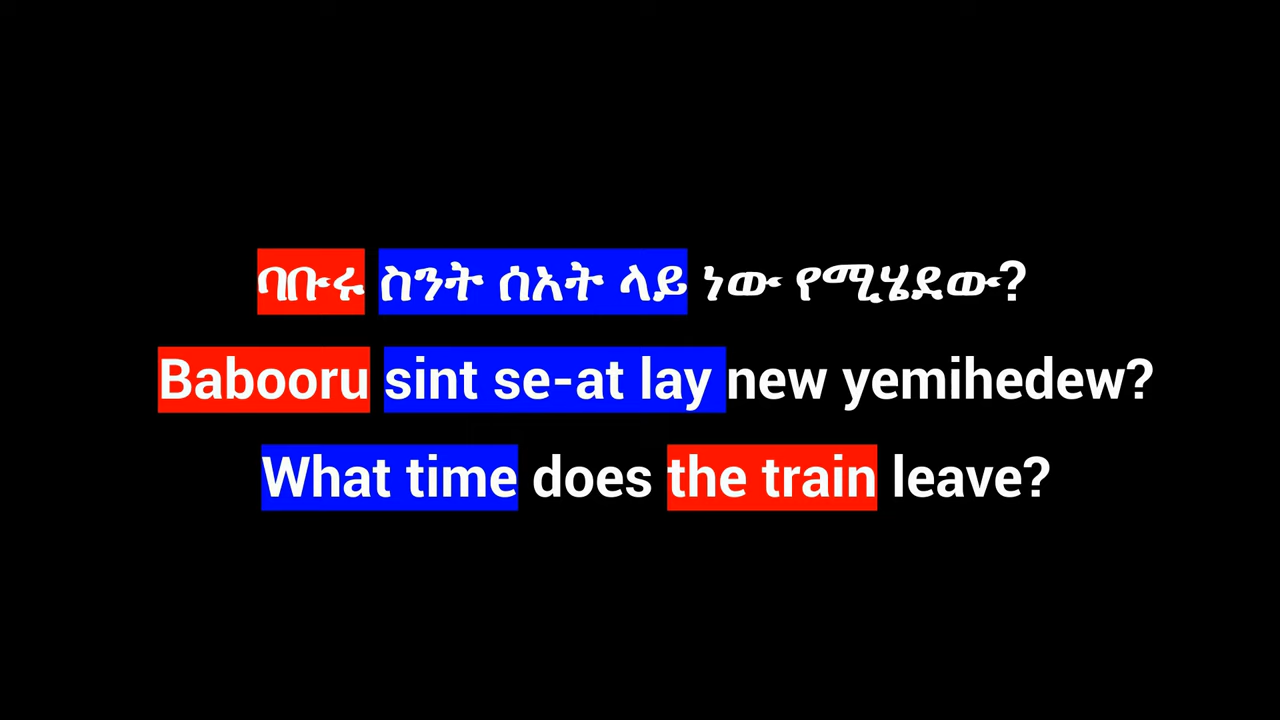 ባቡሩ ስንት ሰአት ላይ ነው የሚሄደው?
Babooru sint se-at lay new yemihedew?
What time does the train leave?